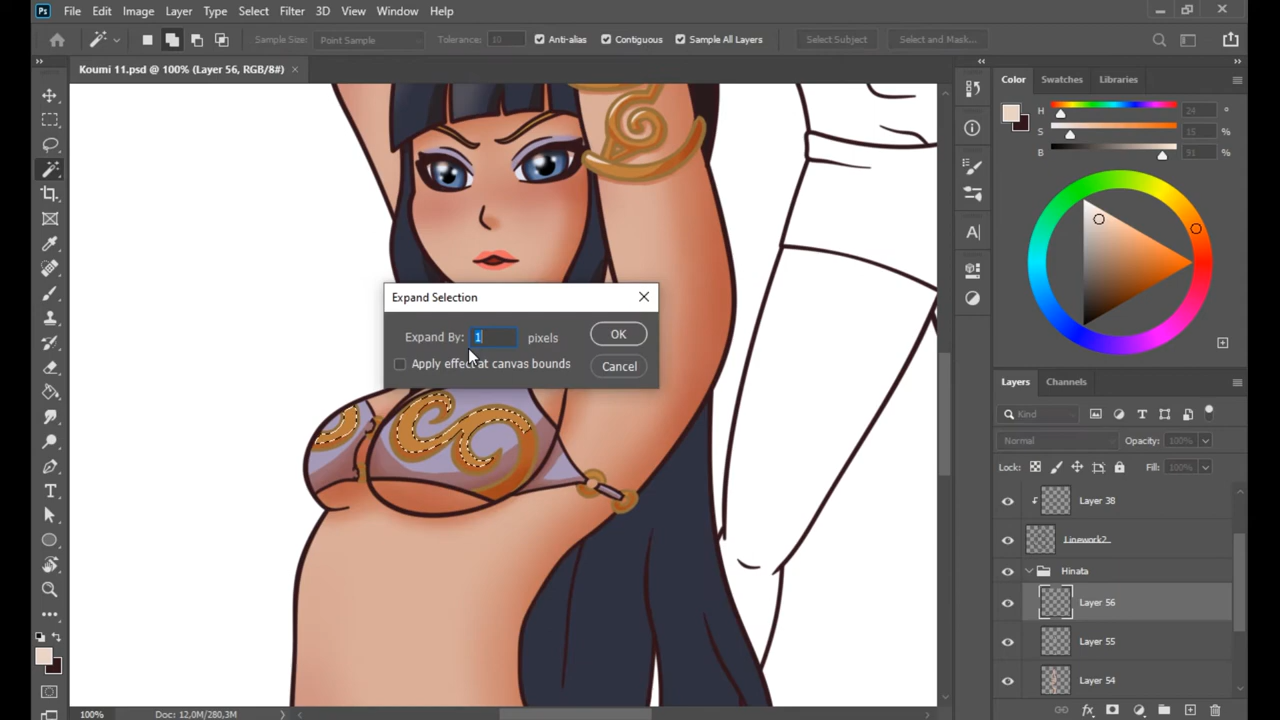 Ps File Edit Image Layer Type Select Filter 3D View Window Help
Sample Size: Point Sample Tolerance: 10 Anti-alias Contiguous Sample All Layers Select Subject Select and Mask...
Koumi 11.psd @ 100% (Layer 56, RGB/8#) ×
Color Swatches Libraries
H 24 °
S 15 %
B 91 %
Expand Selection
Expand By: 1 pixels OK
Apply effect at canvas bounds Cancel
Layers Channels
Kind
Normal Opacity: 100%
Lock: Fill: 100%
Layer 38
Linework2
Hinata
Layer 56
Layer 55
Layer 54
100% Doc: 12,0M/280,3M